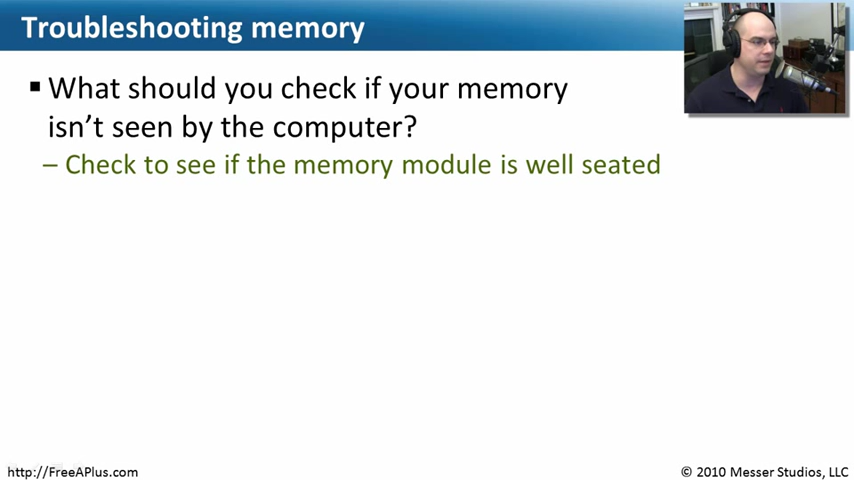 Troubleshooting memory
▪ What should you check if your memory
isn't seen by the computer?
– Check to see if the memory module is well seated
http://FreeAPlus.com
© 2010 Messer Studios, LLC